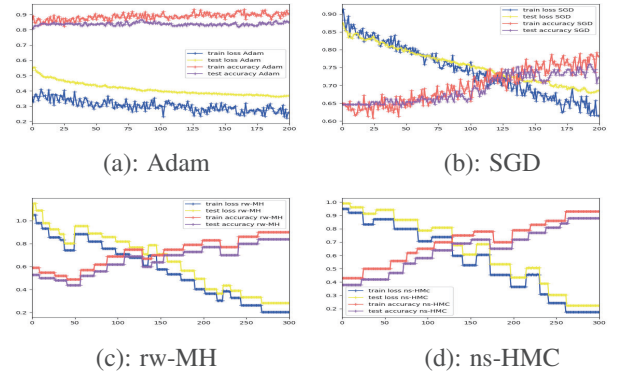 0.9
0.8
0.7
0.6
0.5
0.4
0.3
0.2
train loss Adam
test loss Adam
train accuracy Adam
test accuracy Adam
0 25 50 75 100 125 150 175 200
(a): Adam
0.90
0.85
0.80
0.75
0.70
0.65
0.60
train loss SGD
test loss SGD
train accuracy SGD
test accuracy SGD
0 25 50 75 100 125 150 175 200
(b): SGD
1.0
0.8
0.6
0.4
0.2
train loss rw-MH
test loss rw-MH
train accuracy rw-MH
test accuracy rw-MH
0 50 100 150 200 250 300
(c): rw-MH
1.0
0.9
0.8
0.7
0.6
0.5
0.4
0.3
0.2
train loss ns-HMc
test loss ns-HMC
train accuracy ns-HMC
test accuracy ns-HMC
0 50 100 150 200 250 300
(d): ns-HMC